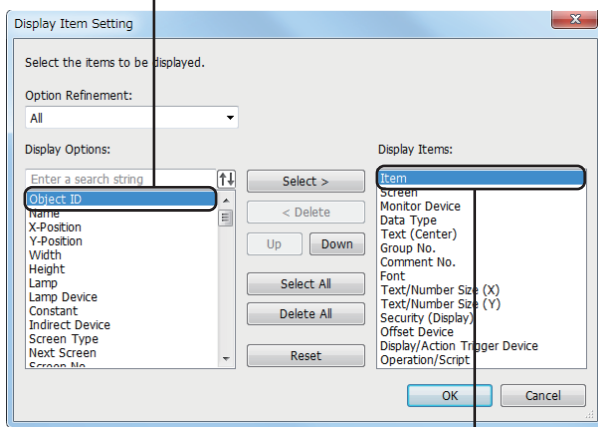 Display Item Setting
Select the items to be displayed.
Option Refinement:
All
Display Options:
Enter a search string
Object ID
Name
X-Position
Y-Position
Width
Height
Lamp
Lamp Device
Constant
Indirect Device
Screen Type
Next Screen
Screen No
Select >
< Delete
Up
Down
Select All
Delete All
Reset
Display Items:
Item
Screen
Monitor Device
Data Type
Text (Center)
Group No.
Comment No.
Font
Text/Number Size (X)
Text/Number Size (Y)
Security (Display)
Offset Device
Display/Action Trigger Device
Operation/Script
OK
Cancel